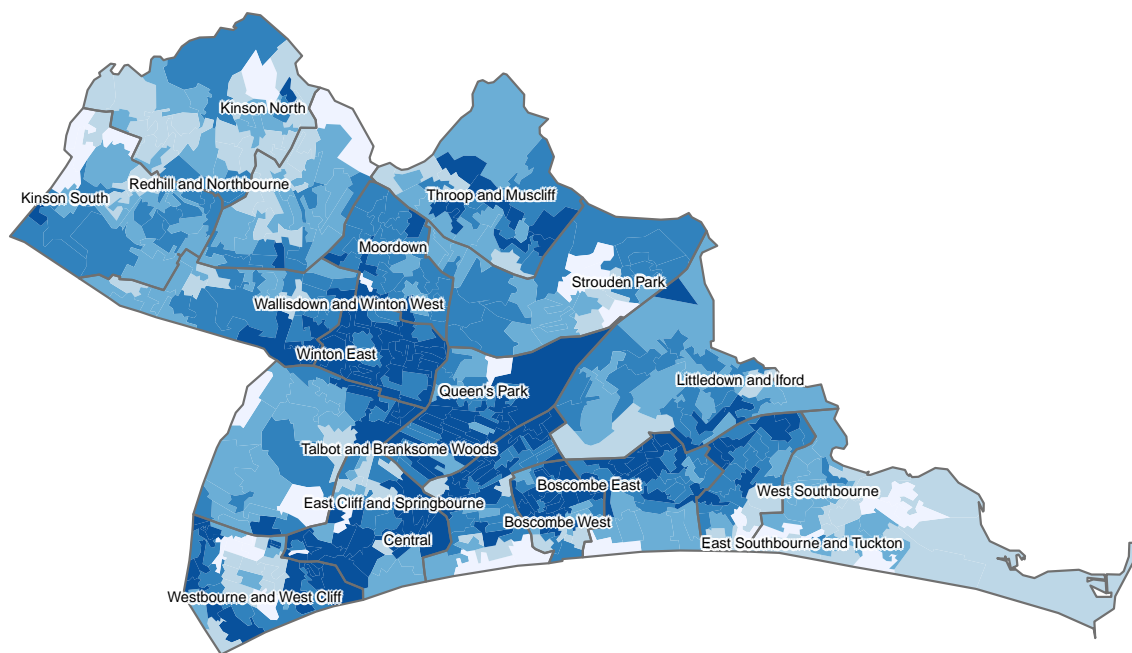 Kinson North
Redhill and Northbourne
Kinson South
Throop and Muscliff
Moordown
Strouden Park
Wallisdown and Winton West
Winton East
Queen's Park
Littledown and Iford
Talbot and Branksome Woods
Boscombe East
West Southbourne
East Cliff and Springbourne
Boscombe West
Central
East Southbourne and Tuckton
Westbourne and West Cliff